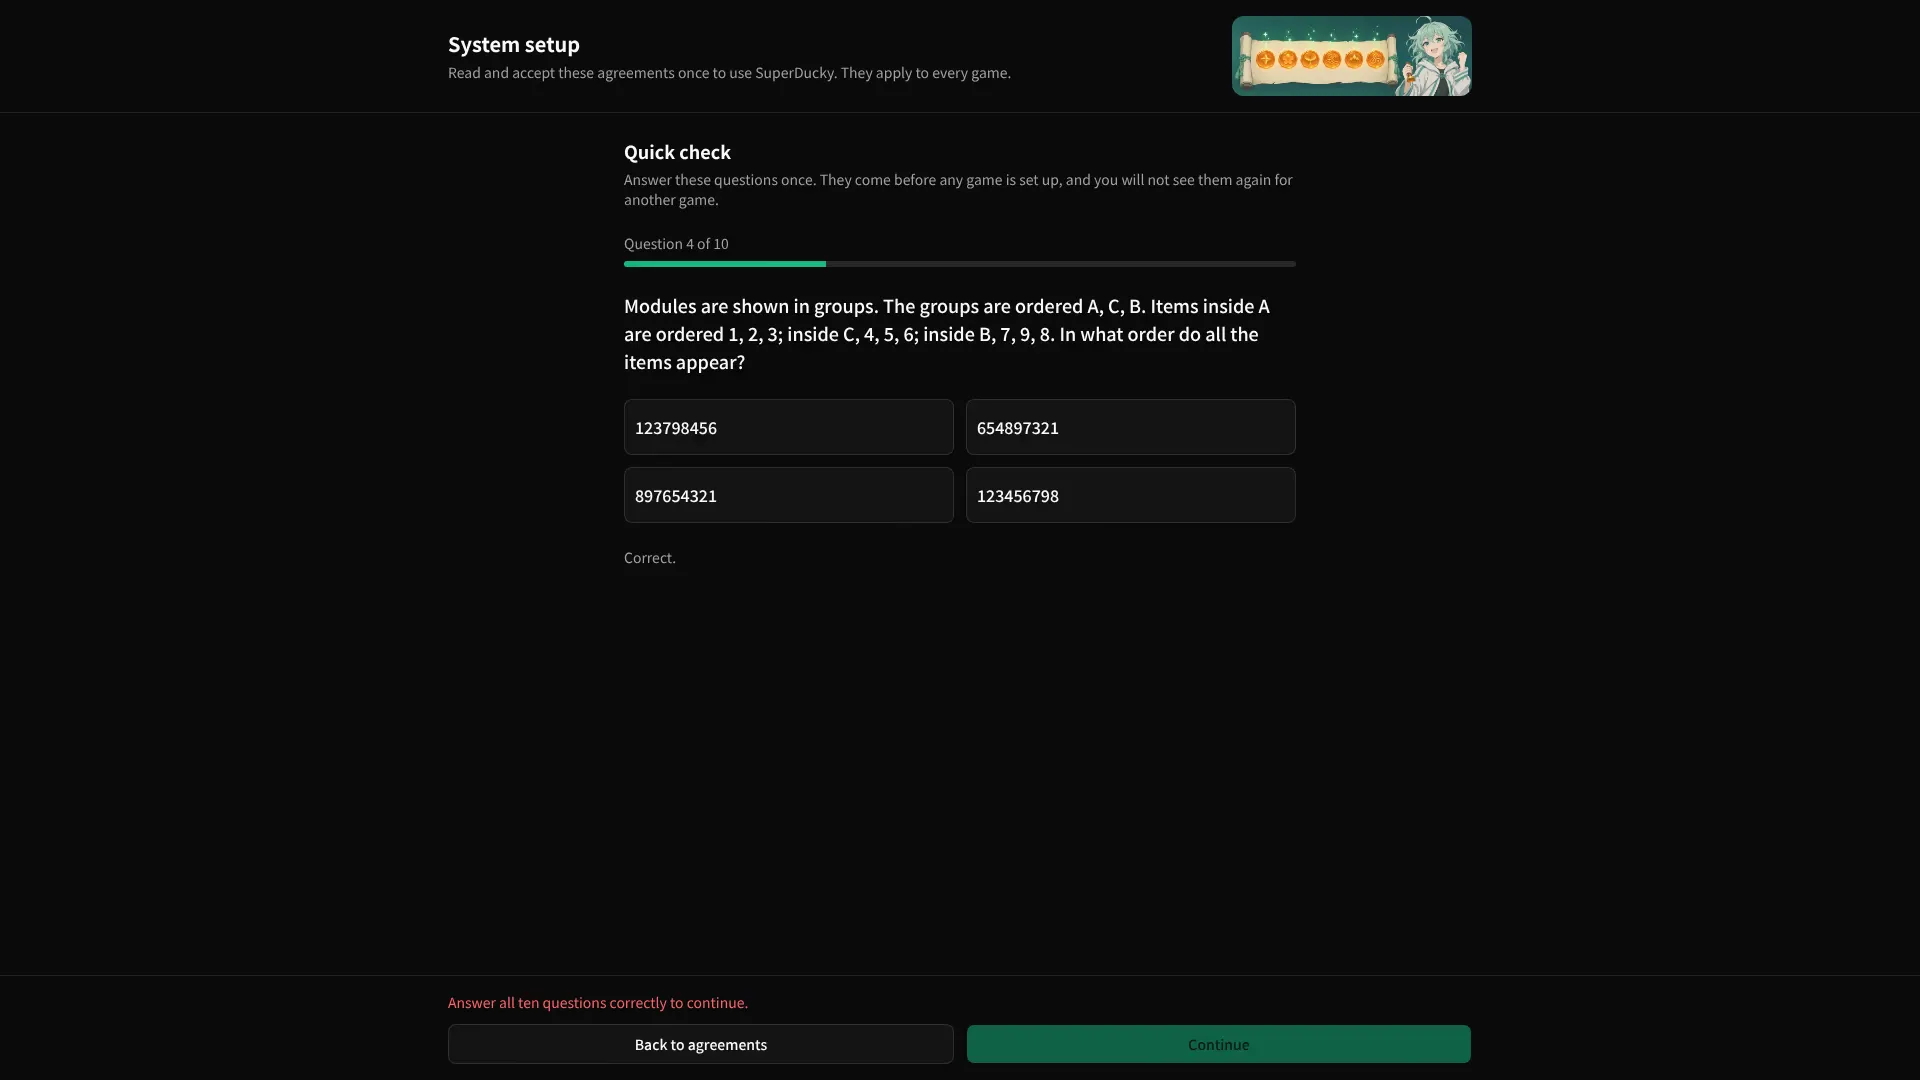 System setup
Read and accept these agreements once to use SuperDucky. They apply to every game.
Quick check
Answer these questions once. They come before any game is set up, and you will not see them again for
another game.
Question 4 of 10
Modules are shown in groups. The groups are ordered A, C, B. Items inside A
are ordered 1, 2, 3; inside C, 4, 5, 6; inside B, 7, 9, 8. In what order do all the
items appear?
123798456
654897321
897654321
123456798
Correct.
Answer all ten questions correctly to continue.
Back to agreements
Continue